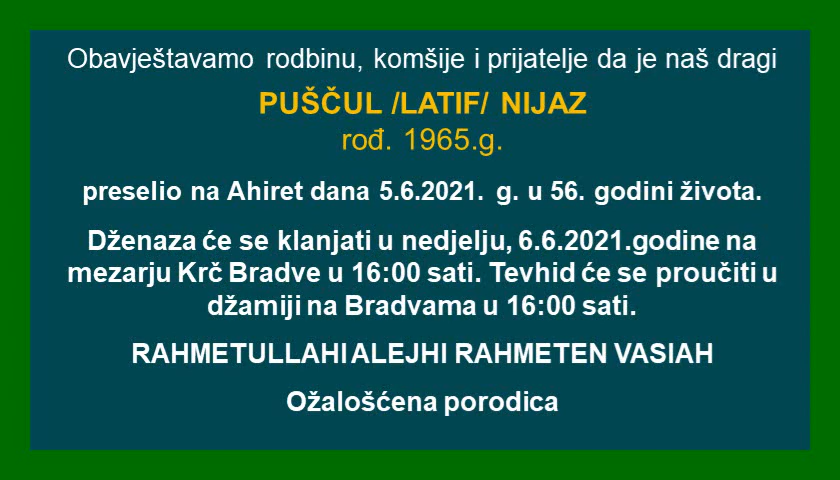 Obavještavamo rodbinu, komšije i prijatelje da je naš dragi
PUŠČUL /LATIF/ NIJAZ
rođ. 1965.g.
preselio na Ahiret dana 5.6.2021. g. u 56. godini života.
Dženaza će se klanjati u nedjelju, 6.6.2021.godine na
mezarju Krč Bradve u 16:00 sati. Tevhid će se proučiti u
džamiji na Bradvama u 16:00 sati.
RAHMETULLAHI ALEJHI RAHMETEN VASIAH
Ožalošćena porodica